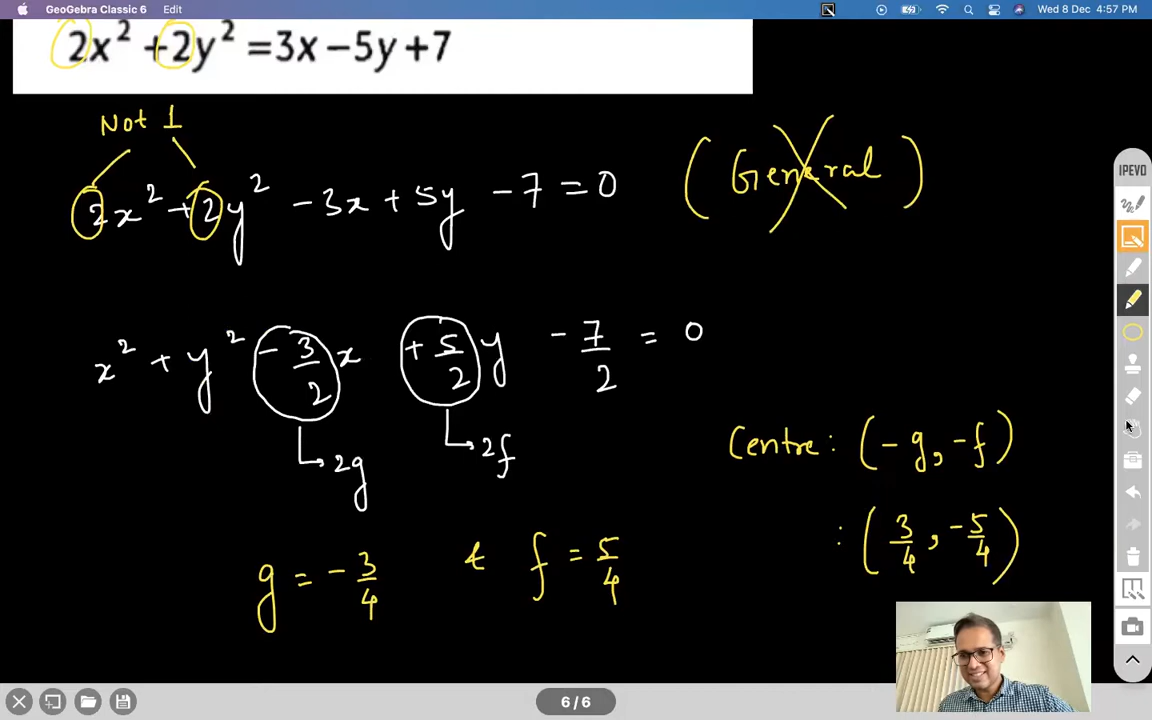 GeoGebra Classic 6 Edit Wed 8 Dec 4:57 PM
2x² +2y² =3x−5y+7
Not 1
2x² + 2y² - 3x + 5y - 7 = 0 (General)
IPEVO
x² + y² - 3/2 x + 5/2 y - 7/2 = 0
2g 2f
Centre : (-g, -f)
: (3/4, -5/4)
g = -3/4 & f = 5/4
6/6